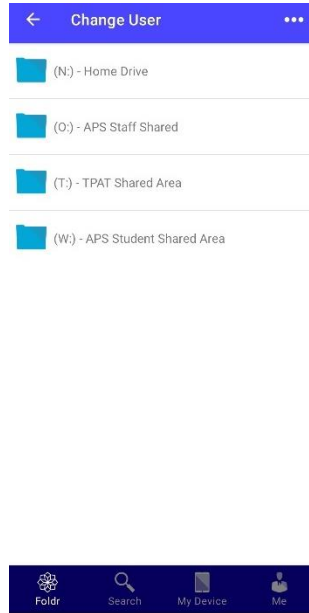 Change User
(N:) - Home Drive
(O:) - APS Staff Shared
(T:) - TPAT Shared Area
(W:) - APS Student Shared Area
Foldr
Search
My Device
Me